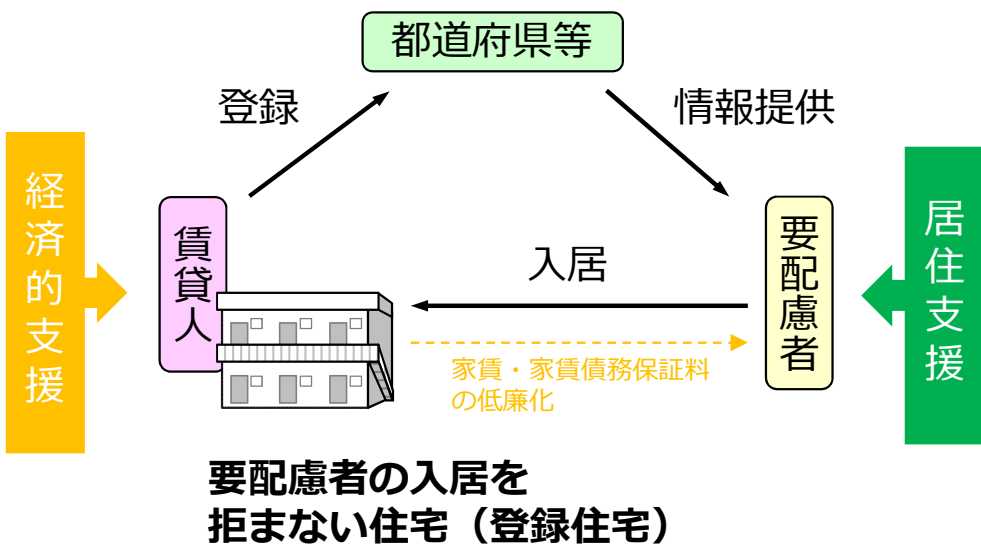 都道府県等
登録
情報提供
経済的支援
賃貸人
入居
要配慮者
居住支援
家賃・家賃債務保証料
の低廉化
要配慮者の入居を
拒まない住宅（登録住宅）